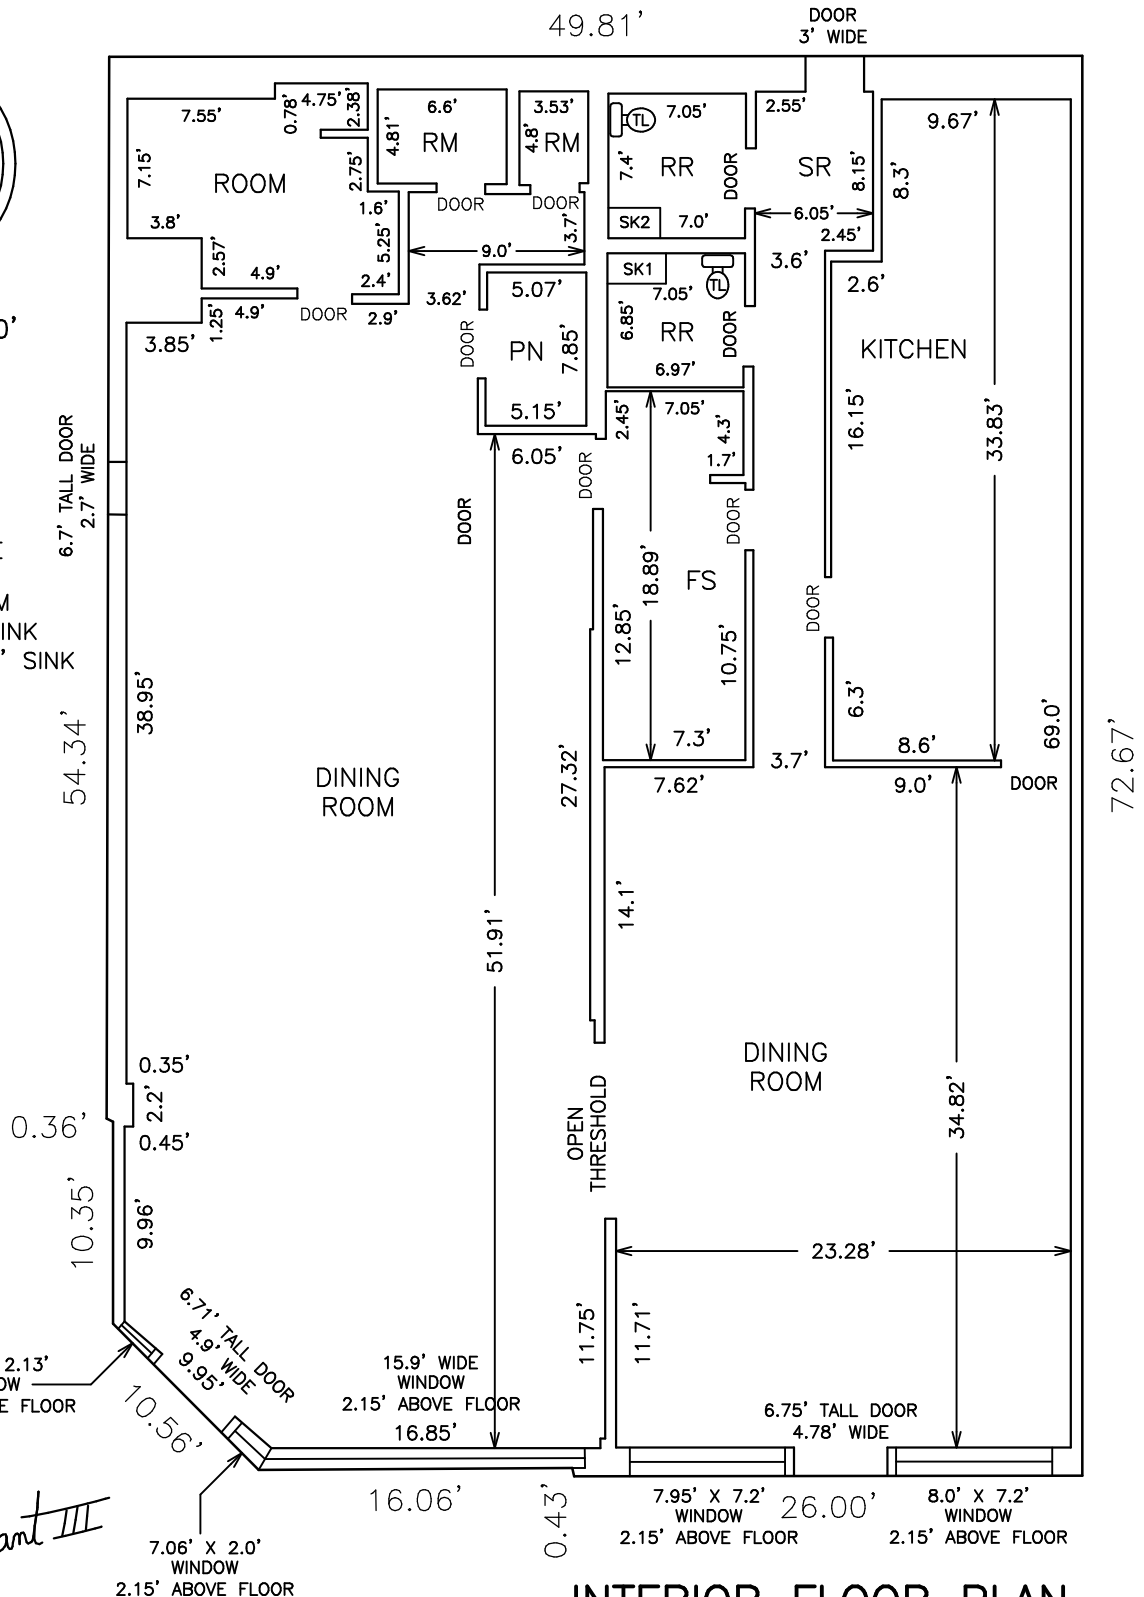 49.81'
DOOR
3' WIDE
7.55'
0.78'
4.75'
2.38'
6.6'
3.53'
7.05'
2.55'
9.67'
4.81'
RM
4.8'
RM
TL
7.15'
ROOM
2.75'
7.4'
RR
DOOR
SR
8.15'
8.3'
1.6'
DOOR
DOOR
3.8'
5.25'
3.7'
SK2
7.0'
6.05'
2.45'
2.57'
9.0'
3.6'
4.9'
2.4'
SK1
TL
2.6'
1.25'
4.9'
DOOR
2.9'
3.62'
5.07'
7.05'
0'
3.85'
DOOR
PN
7.85'
6.85'
RR
DOOR
KITCHEN
6.97'
5.15'
2.45'
7.05'
4.3'
16.15'
33.83'
6.7' TALL DOOR
2.7' WIDE
6.05'
1.7'
DOOR
DOOR
DOOR
18.89'
FS
M
INK
' SINK
DOOR
12.85'
10.75'
38.95'
6.3'
69.0'
54.34'
7.3'
3.7'
8.6'
27.32'
7.62'
9.0'
DOOR
72.67'
DINING
ROOM
14.1'
51.91'
DINING
ROOM
0.35'
2.2'
34.82'
0.36'
0.45'
OPEN
THRESHOLD
10.35'
9.96'
23.28'
6.71' TALL DOOR
4.9' WIDE
9.95'
11.75'
11.71'
2.13'
OW
E FLOOR
10.56'
15.9' WIDE
WINDOW
2.15' ABOVE FLOOR
16.85'
6.75' TALL DOOR
4.78' WIDE
16.06'
0.43'
7.95' X 7.2'
WINDOW
2.15' ABOVE FLOOR
26.00'
8.0' X 7.2'
WINDOW
2.15' ABOVE FLOOR
ant III
7.06' X 2.0'
WINDOW
2.15' ABOVE FLOOR
INTERIOR FLOOR PLAN